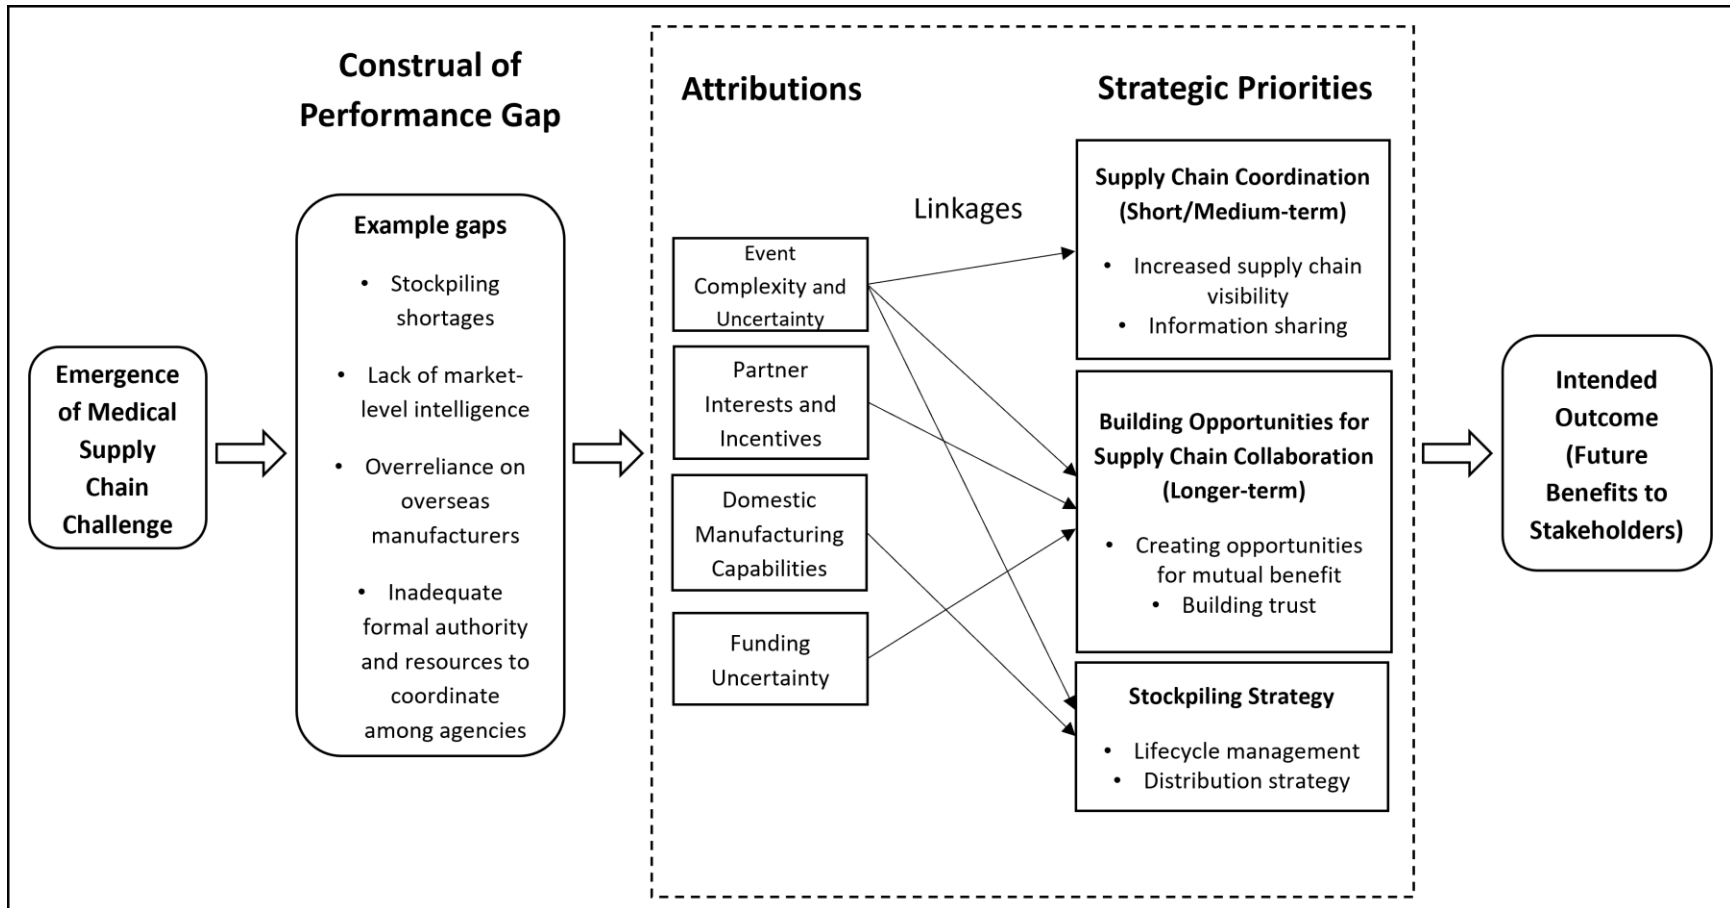 Construal of
Performance Gap
Attributions
Strategic Priorities
Linkages
Emergence
of Medical
Supply
Chain
Challenge
Example gaps
• Stockpiling
shortages
• Lack of market-
level intelligence
• Overreliance on
overseas
manufacturers
• Inadequate
formal authority
and resources to
coordinate
among agencies
Event
Complexity and
Uncertainty
Partner
Interests and
Incentives
Domestic
Manufacturing
Capabilities
Funding
Uncertainty
Supply Chain Coordination
(Short/Medium-term)
• Increased supply chain
visibility
• Information sharing
Building Opportunities for
Supply Chain Collaboration
(Longer-term)
• Creating opportunities
for mutual benefit
• Building trust
Stockpiling Strategy
• Lifecycle management
• Distribution strategy
Intended
Outcome
(Future
Benefits to
Stakeholders)